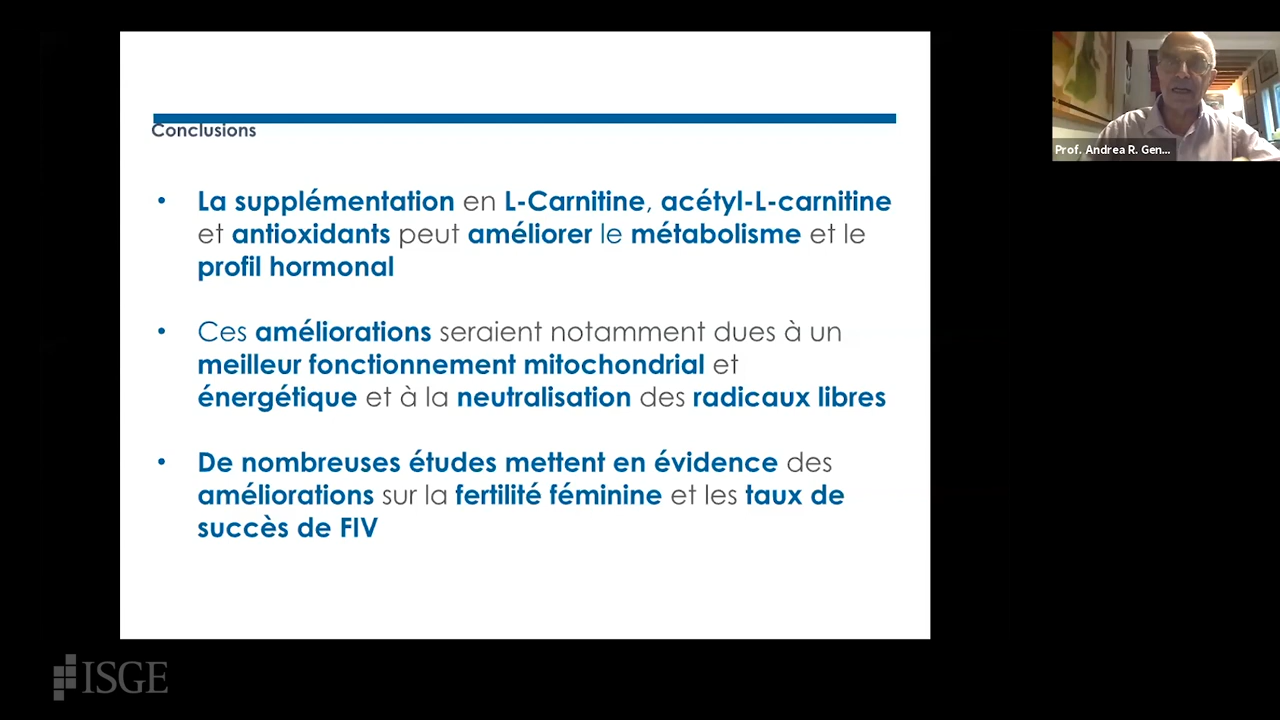 Conclusions
• La supplémentation en L-Carnitine, acétyl-L-carnitine
et antioxidants peut améliorer le métabolisme et le
profil hormonal
• Ces améliorations seraient notamment dues à un
meilleur fonctionnement mitochondrial et
énergétique et à la neutralisation des radicaux libres
• De nombreuses études mettent en évidence des
améliorations sur la fertilité féminine et les taux de
succès de FIV
Prof. Andrea R. Gen...
ISGE